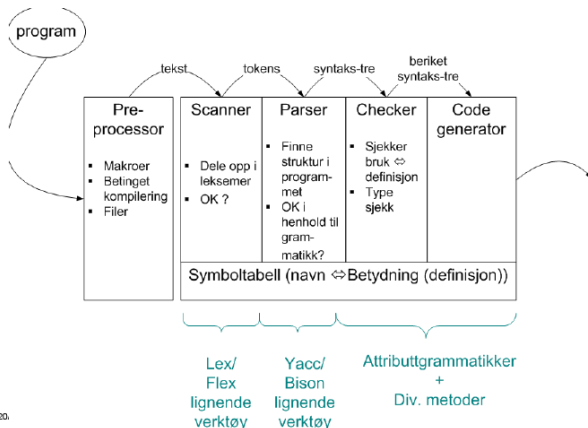 program
tekst
tokens
syntaks-tre
beriket
syntaks-tre
Pre-
processor
▪ Makroer
▪ Betinget
kompilering
▪ Filer
Scanner
▪ Dele opp i
leksemer
▪ OK ?
Parser
▪ Finne
struktur i
program-
met
▪ OK i
henhold til
gram-
matikk?
Checker
▪ Sjekker
bruk ⇔
definisjon
▪ Type
sjekk
Code
generator
Symboltabell (navn ⇔Betydning (definisjon))
Lex/
Flex
lignende
verktøy
Yacc/
Bison
lignende
verktøy
Attributtgrammatikker
+
Div. metoder